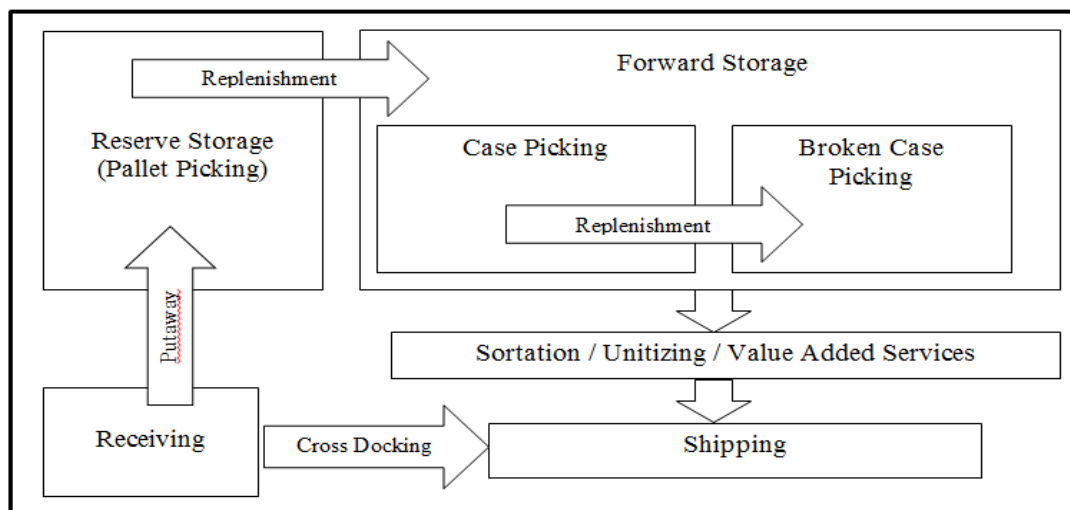 Replenishment
Forward Storage
Reserve Storage
(Pallet Picking)
Case Picking
Broken Case
Picking
Replenishment
Putaway
Sortation / Unitizing / Value Added Services
Receiving
Cross Docking
Shipping